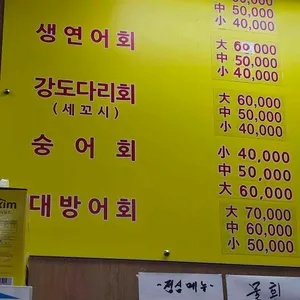 中 50,000
小 40,000
생연어회
大 60,000
中 50,000
小 40,000
강도다리회
(세꼬시)
大 60,000
中 50,000
小 40,000
숭어회
小 40,000
中 50,000
大 60,000
대방어회
大 70,000
中 60,000
小 50,000
-점심메뉴-
물회